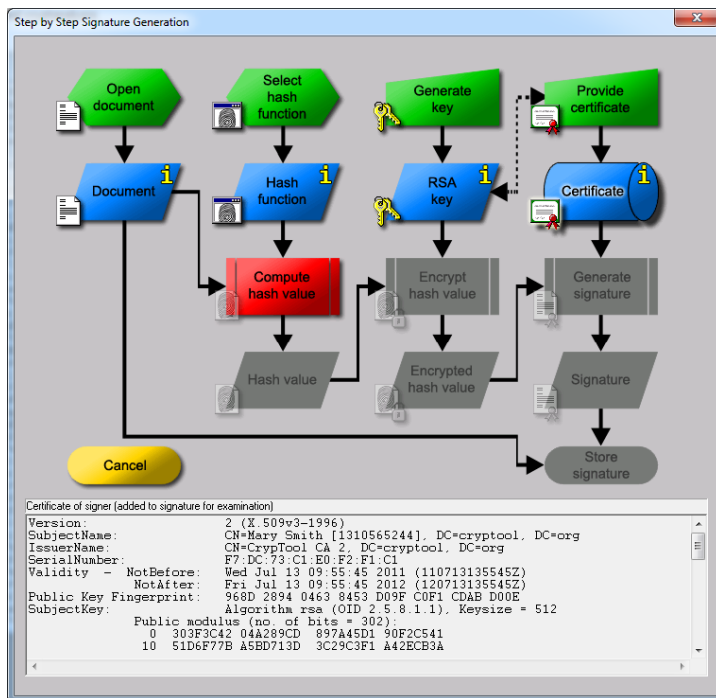 Step by Step Signature Generation
Open
document
Select
hash
function
Generate
key
Provide
certificate
Document
i
Hash
function
i
RSA
key
i
Certificate
i
Compute
hash value
Encrypt
hash value
Generate
signature
Hash value
Encrypted
hash value
Signature
Cancel
Store
signature
Certificate of signer (added to signature for examination)
Version: 2 (X.509v3-1996)
SubjectName: CN=Mary Smith [1310565244], DC=cryptool, DC=org
IssuerName: CN=CrypTool CA 2, DC=cryptool, DC=org
SerialNumber: F7:DC:73:C1:E0:F2:F1:C1
Validity - NotBefore: Wed Jul 13 09:55:45 2011 (110713135545Z)
NotAfter: Fri Jul 13 09:55:45 2012 (120713135545Z)
Public Key Fingerprint: 968D 2894 0463 8453 D09F C0F1 CDAB D00E
SubjectKey: Algorithm rsa (OID 2.5.8.1.1), Keysize = 512
Public modulus (no. of bits = 302):
0 303F3C42 04A289CD 897A45D1 90F2C541
10 51D6F77B A5BD713D 3C29C3F1 A42ECB3A